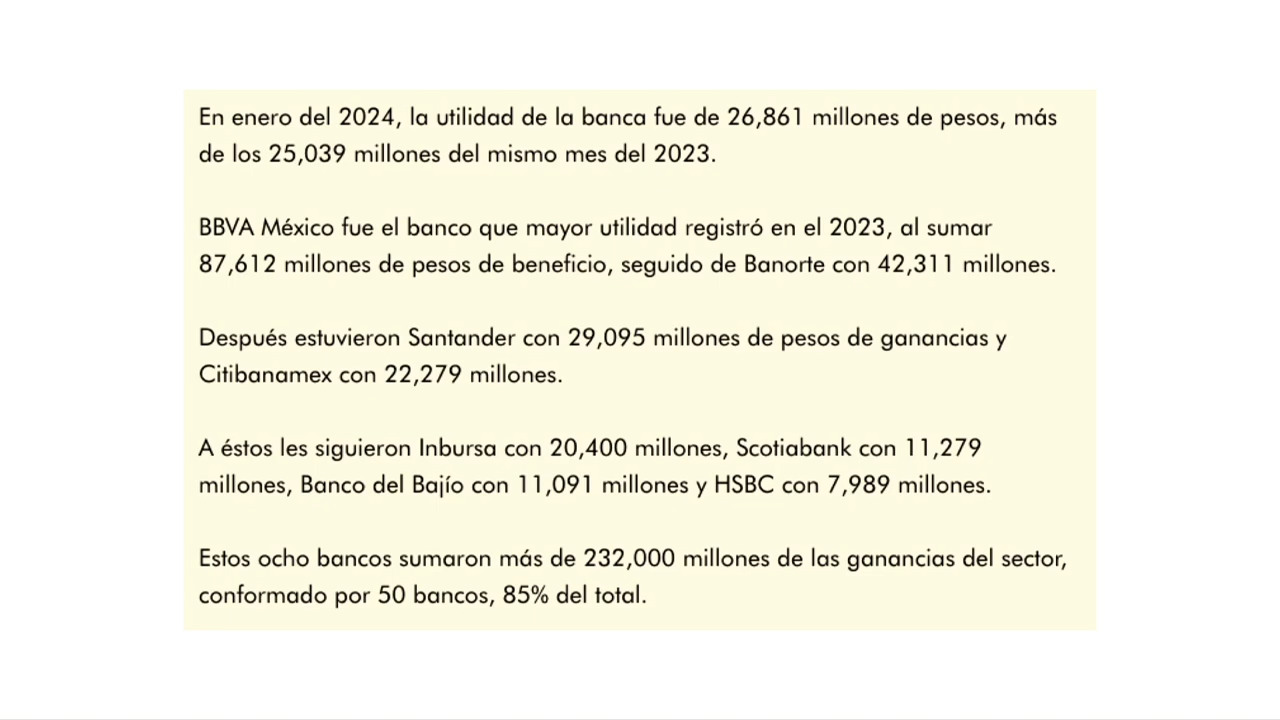 En enero del 2024, la utilidad de la banca fue de 26,861 millones de pesos, más
de los 25,039 millones del mismo mes del 2023.
BBVA México fue el banco que mayor utilidad registró en el 2023, al sumar
87,612 millones de pesos de beneficio, seguido de Banorte con 42,311 millones.
Después estuvieron Santander con 29,095 millones de pesos de ganancias y
Citibanamex con 22,279 millones.
A éstos les siguieron Inbursa con 20,400 millones, Scotiabank con 11,279
millones, Banco del Bajío con 11,091 millones y HSBC con 7,989 millones.
Estos ocho bancos sumaron más de 232,000 millones de las ganancias del sector,
conformado por 50 bancos, 85% del total.